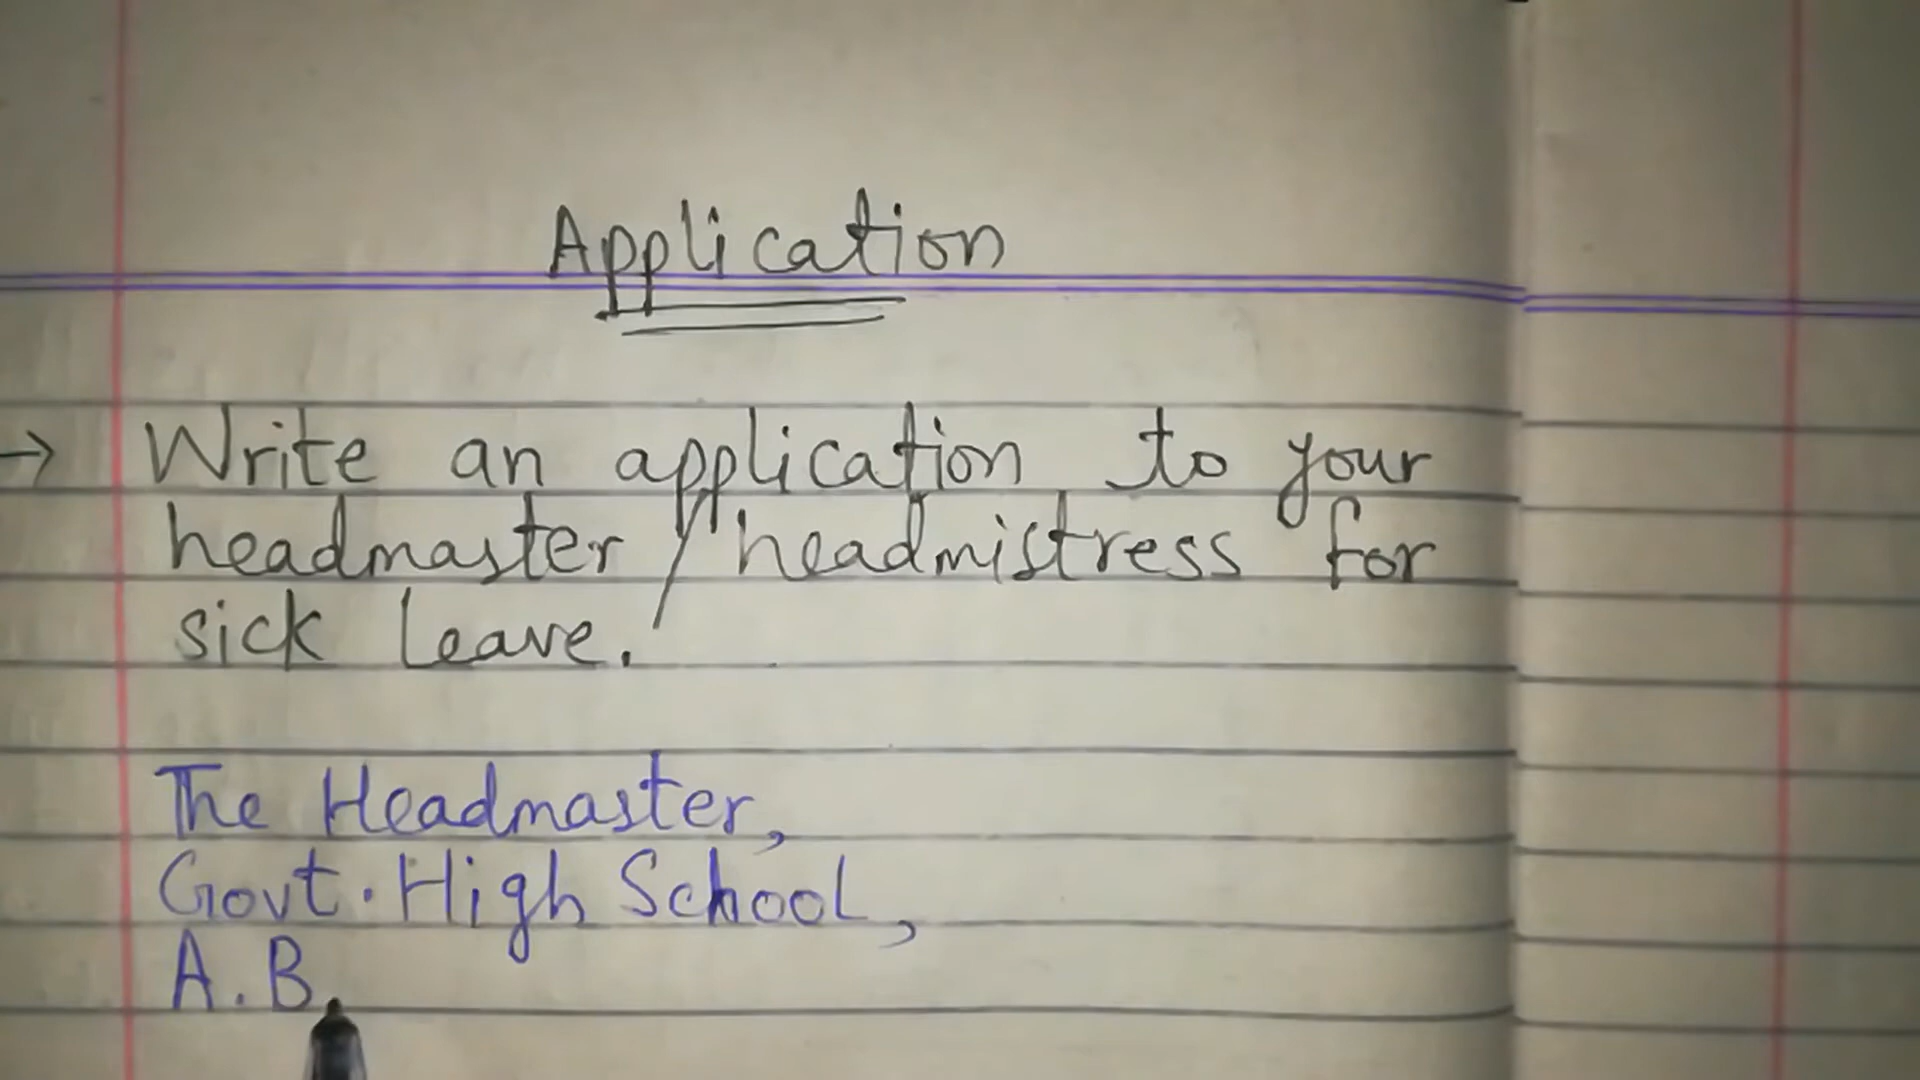 Application
→ Write an application to your
headmaster / headmistress for
sick leave.
The Headmaster,
Govt. High School,
A.B.